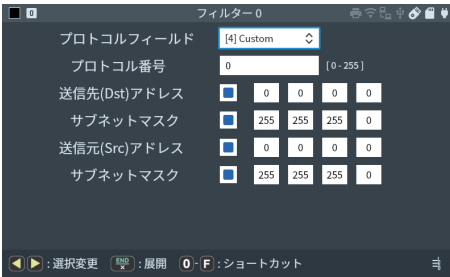 0 フィルター 0
プロトコルフィールド [4] Custom
プロトコル番号 0 [ 0 - 255 ]
送信先(Dst)アドレス 0 0 0 0
サブネットマスク 255 255 255 0
送信元(Src)アドレス 0 0 0 0
サブネットマスク 255 255 255 0
:選択変更 END × :展開 0 - F :ショートカット